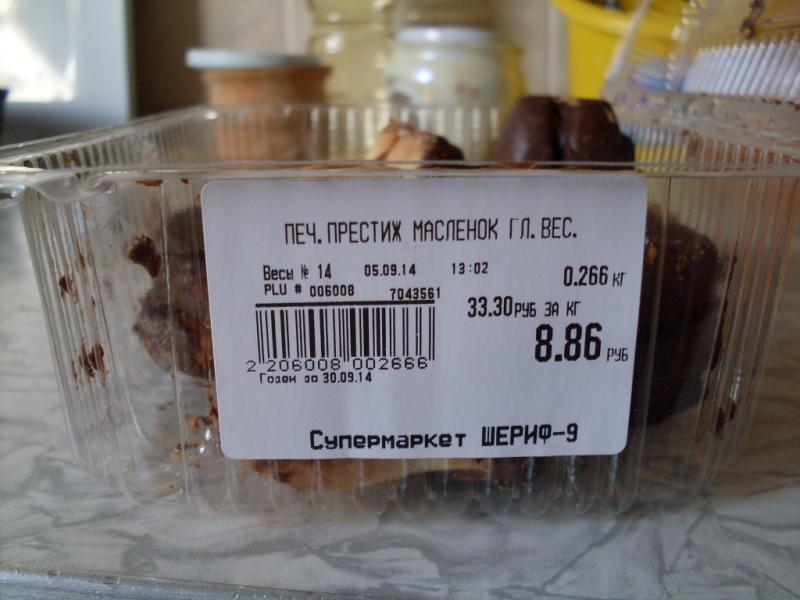 ПЕЧ. ПРЕСТИЖ МАСЛЕНОК ГЛ. ВЕС.
Весы № 14 05.09.14 13:02 0.266 КГ
PLU # 006008 7043561
33.30 РУБ ЗА КГ
8.86 РУБ
2 206008 002666
Годен до 30.09.14
Супермаркет ШЕРИФ-9